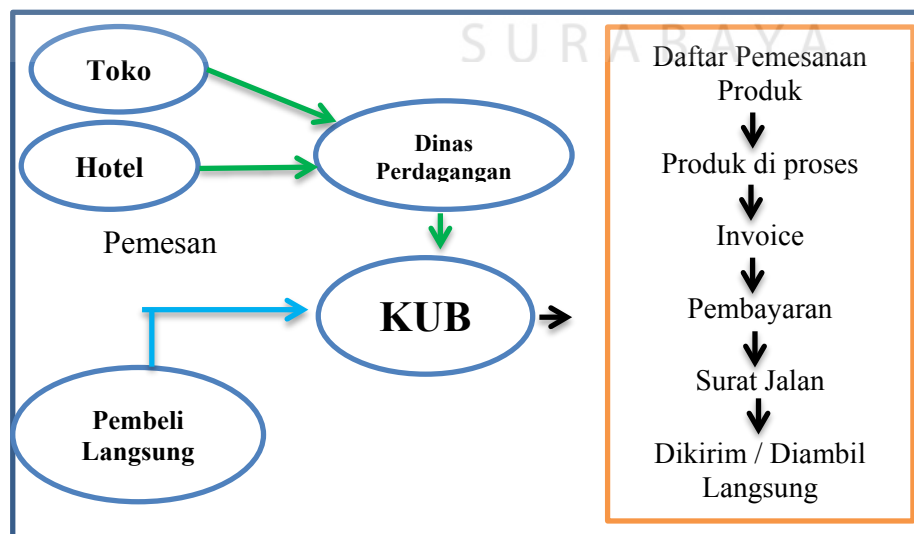 SURABAYA
Toko
Hotel
Dinas
Perdagangan
Pemesan
KUB
Pembeli
Langsung
Daftar Pemesanan
Produk
Produk di proses
Invoice
Pembayaran
Surat Jalan
Dikirim / Diambil
Langsung